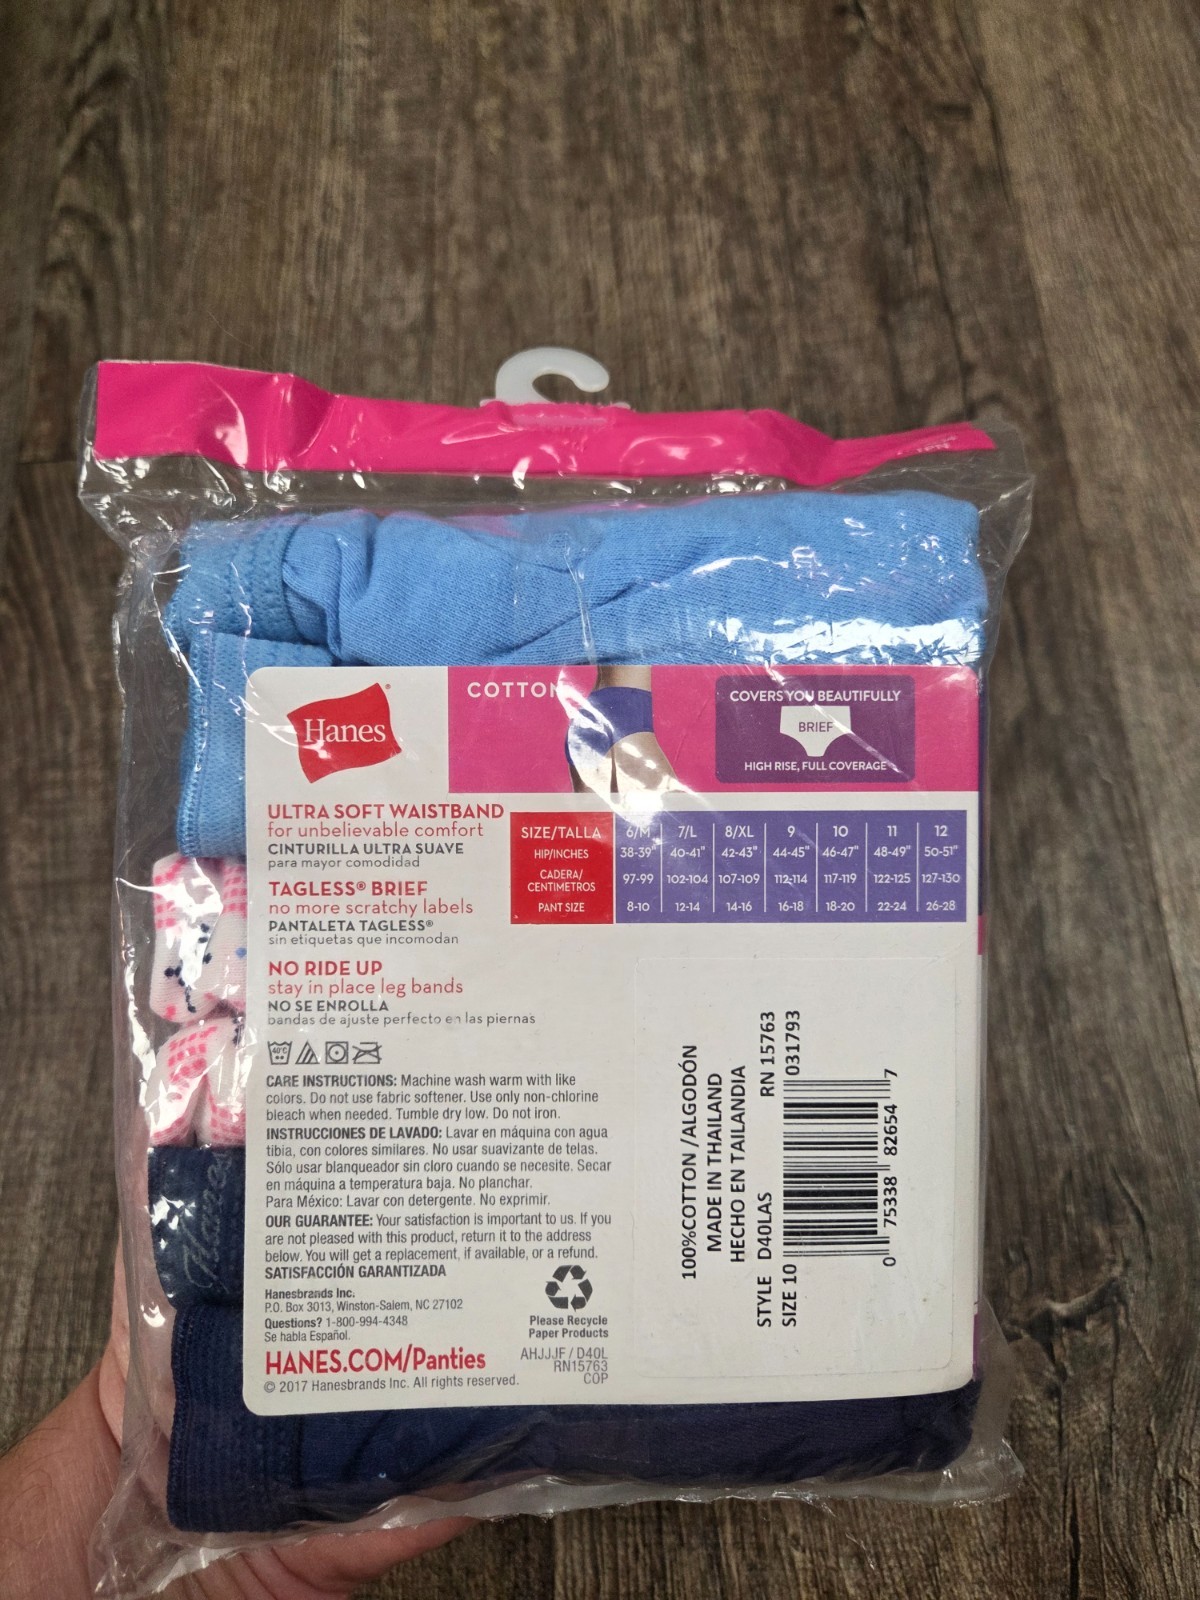 Hanes®
COTTON
COVERS YOU BEAUTIFULLY
BRIEF
HIGH RISE, FULL COVERAGE
ULTRA SOFT WAISTBAND
for unbelievable comfort
CINTURILLA ULTRA SUAVE
para mayor comodidad
TAGLESS® BRIEF
no more scratchy labels
PANTALETA TAGLESS®
sin etiquetas que incomodan
NO RIDE UP
stay in place leg bands
NO SE ENROLLA
bandas de ajuste perfecto en las piernas
SIZE/TALLA 6/M 7/L 8/XL 9 10 11 12
HIP/INCHES 38-39" 40-41" 42-43" 44-45" 46-47" 48-49" 50-51"
CADERA/
CENTIMETROS 97-99 102-104 107-109 112-114 117-119 122-125 127-130
PANT SIZE 8-10 12-14 14-16 16-18 18-20 22-24 26-28
40°C
CARE INSTRUCTIONS: Machine wash warm with like
colors. Do not use fabric softener. Use only non-chlorine
bleach when needed. Tumble dry low. Do not iron.
INSTRUCCIONES DE LAVADO: Lavar en máquina con agua
tibia, con colores similares. No usar suavizante de telas.
Sólo usar blanqueador sin cloro cuando se necesite. Secar
en máquina a temperatura baja. No planchar.
Para México: Lavar con detergente. No exprimir.
OUR GUARANTEE: Your satisfaction is important to us. If you
are not pleased with this product, return it to the address
below. You will get a replacement, if available, or a refund.
SATISFACCIÓN GARANTIZADA
Hanesbrands Inc.
P.O. Box 3013, Winston-Salem, NC 27102
Questions? 1-800-994-4348
Se habla Español.
HANES.COM/Panties
© 2017 Hanesbrands Inc. All rights reserved.
Please Recycle
Paper Products
AHJJJF / D40L
RN15763
COP
100%COTTON /ALGODÓN
MADE IN THAILAND
HECHO EN TAILANDIA
STYLE D40LAS RN 15763
SIZE 10 031793
0 75338 82654 7
Hanes